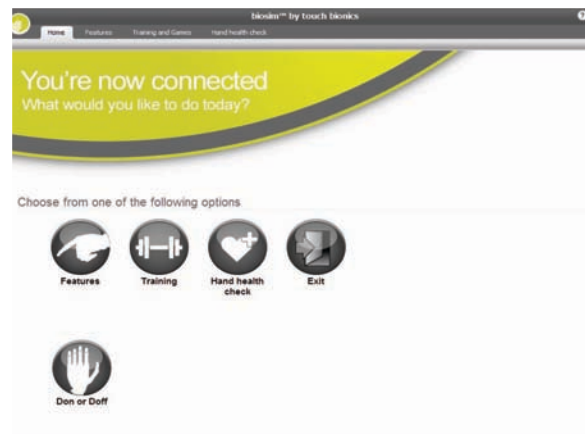 biosim™ by touch bionics
Home Features Training and Games Hand health check
You're now connected
What would you like to do today?
Choose from one of the following options
Features Training Hand health check Exit
Don or Doff